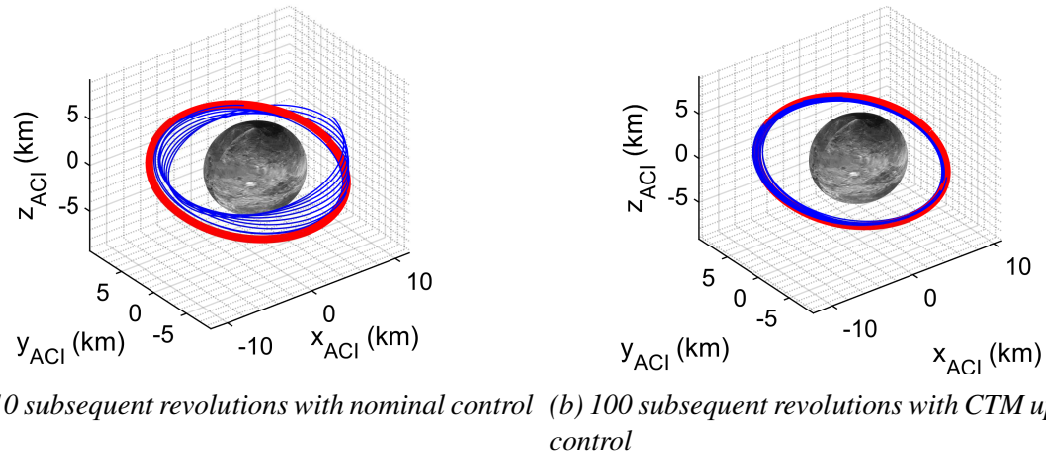 5
0
-5
z_ACI (km)
5
0
-5
y_ACI (km)
-10
0
10
x_ACI (km)
5
0
-5
z_ACI (km)
5
0
-5
y_ACI (km)
-10
0
10
x_ACI (km)
0 subsequent revolutions with nominal control
(b) 100 subsequent revolutions with CTM
control